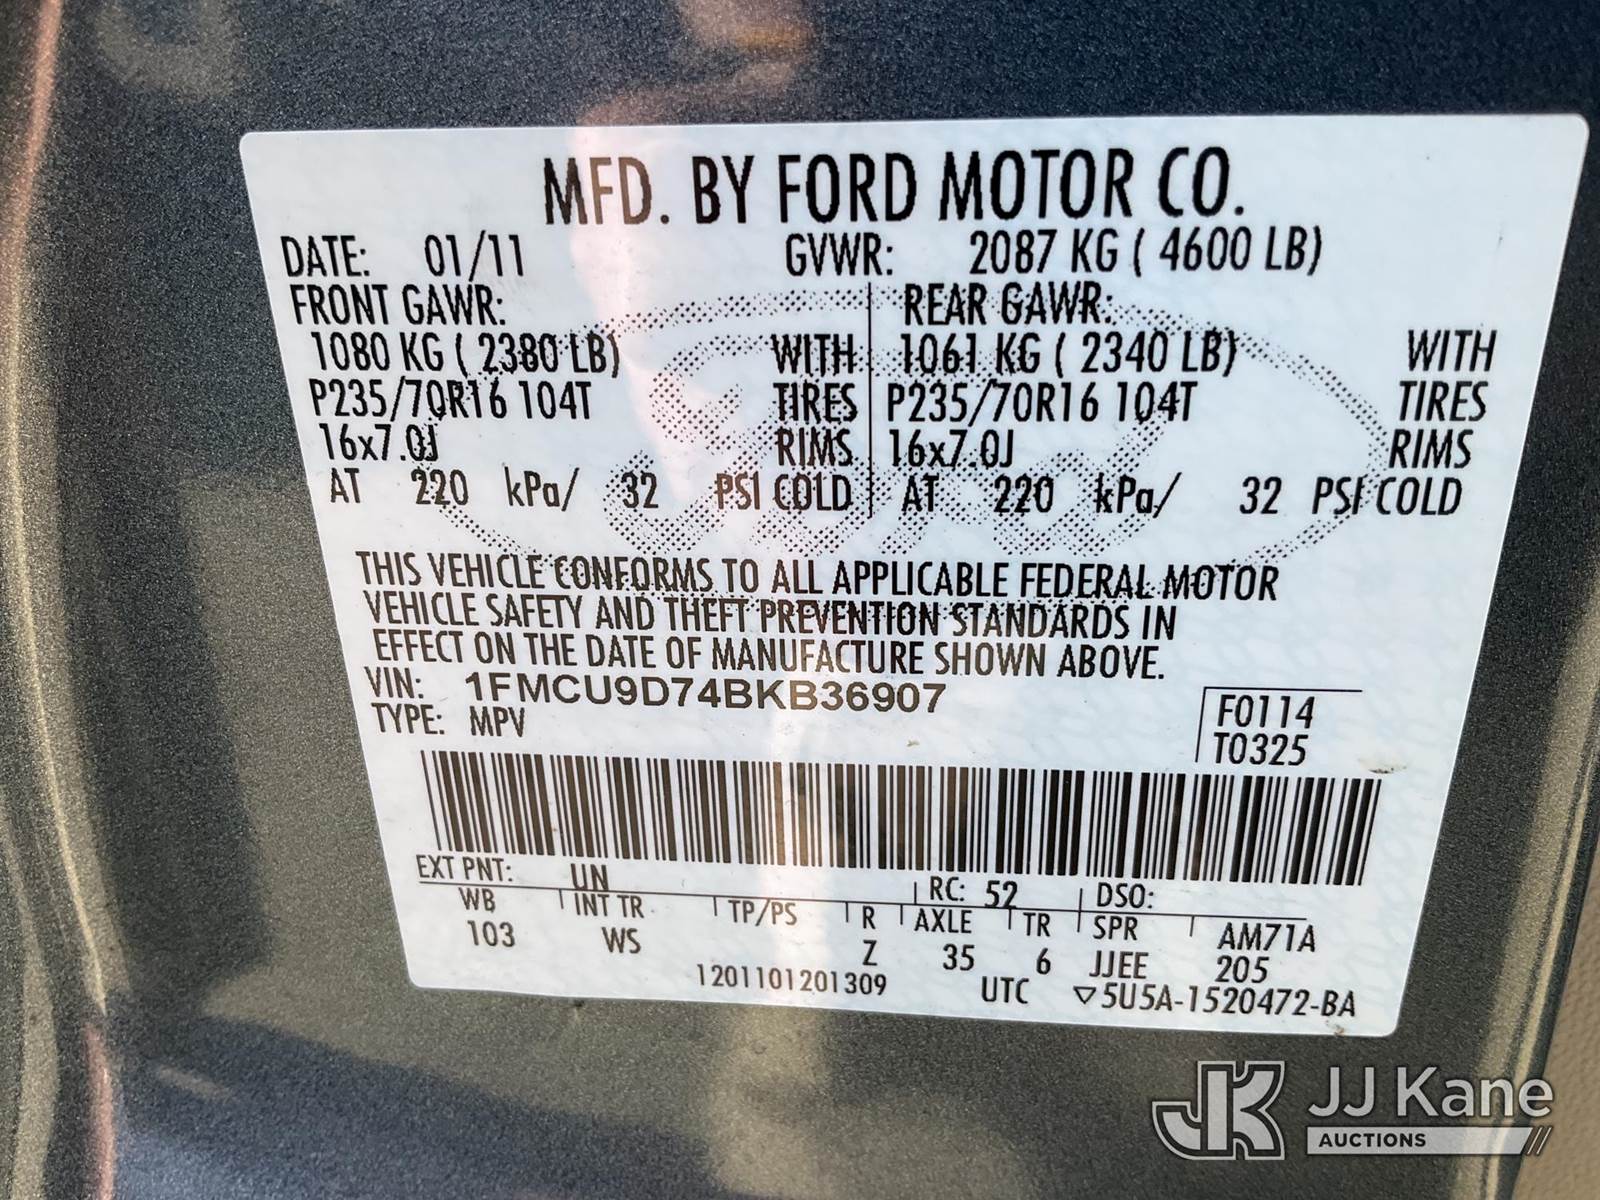 MFD. BY FORD MOTOR CO.
DATE: 01/11 GVWR: 2087 KG ( 4600 LB)
FRONT GAWR: REAR GAWR:
1080 KG ( 2380 LB) WITH 1061 KG ( 2340 LB) WITH
P235/70R16 104T TIRES P235/70R16 104T TIRES
16x7.0J RIMS 16x7.0J RIMS
AT 220 kPa/ 32 PSI COLD AT 220 kPa/ 32 PSI COLD
Ford
THIS VEHICLE CONFORMS TO ALL APPLICABLE FEDERAL MOTOR
VEHICLE SAFETY AND THEFT PREVENTION STANDARDS IN
EFFECT ON THE DATE OF MANUFACTURE SHOWN ABOVE.
VIN: 1FMCU9D74BKB36907 F0114
TYPE: MPV T0325
EXT PNT: UN RC: 52 DSO:
WB INT TR TP/PS R AXLE TR SPR AM71A
103 WS Z 35 6 JJEE 205
1201101201309 UTC ▽5U5A-1520472-BA
JK JJ Kane
AUCTIONS